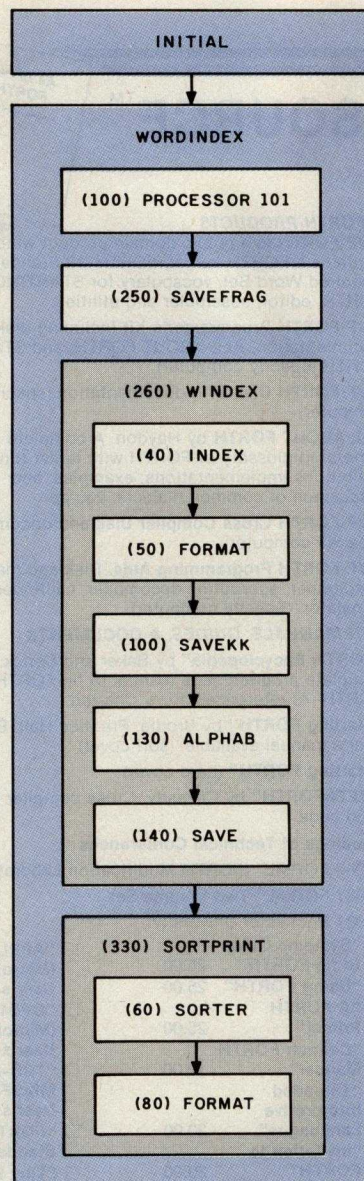 INITIAL
WORDINDEX
(100) PROCESSOR 101
(250) SAVEFRAG
(260) WINDEX
(40) INDEX
(50) FORMAT
(100) SAVEKK
(130) ALPHAB
(140) SAVE
(330) SORTPRINT
(60) SORTER
(80) FORMAT